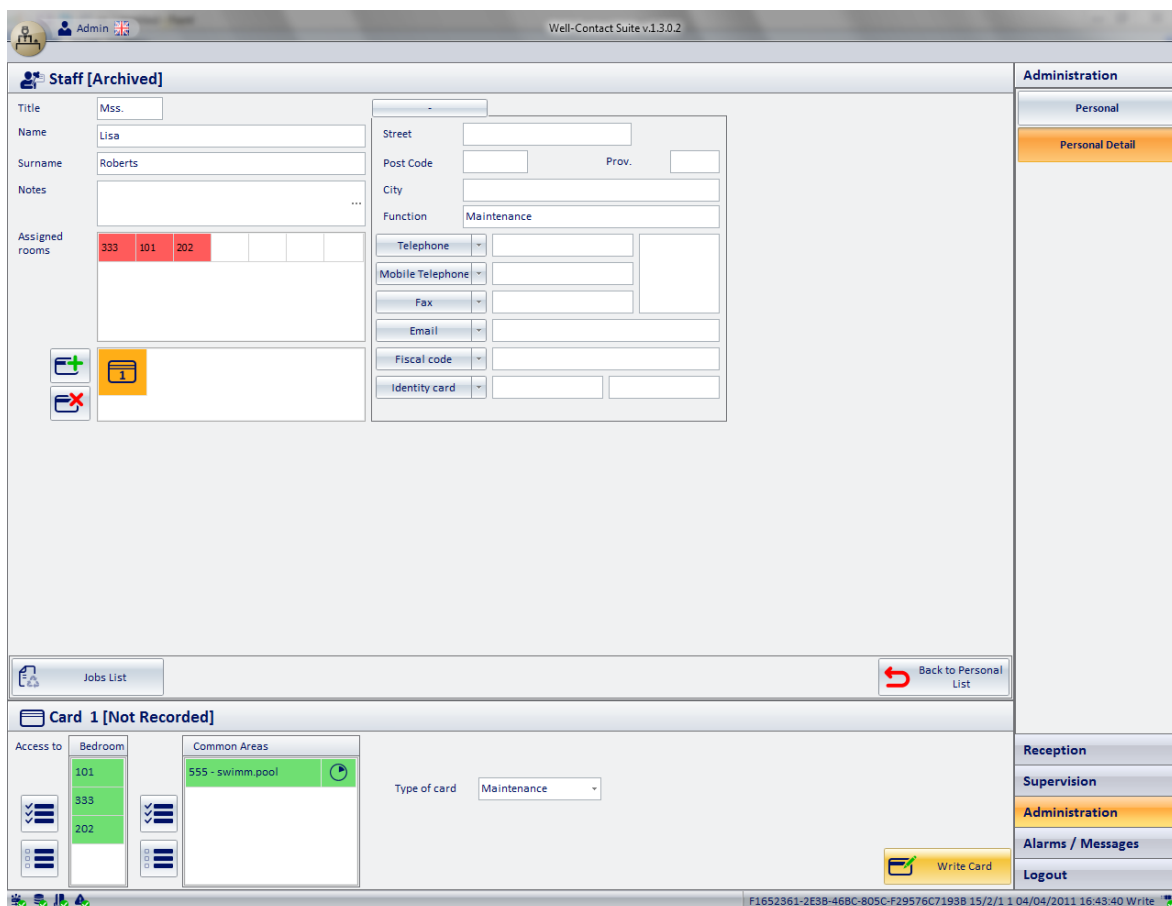 Admin
Well-Contact Suite v.1.3.0.2
Staff [Archived]
Title
Mss.
Name
Lisa
Surname
Roberts
Notes
...
Assigned
rooms
333 101 202
1
-
Street
Post Code
Prov.
City
Function
Maintenance
Telephone
Mobile Telephone
Fax
Email
Fiscal code
Identity card
Jobs List
Back to Personal
List
Card 1 [Not Recorded]
Access to
Bedroom
101
333
202
Common Areas
555 - swimm.pool
Type of card
Maintenance
Write Card
Administration
Personal
Personal Detail
Reception
Supervision
Administration
Alarms / Messages
Logout
F1652361-2E3B-46BC-805C-F29576C7193B 15/2/1 1 04/04/2011 16:43:40 Write